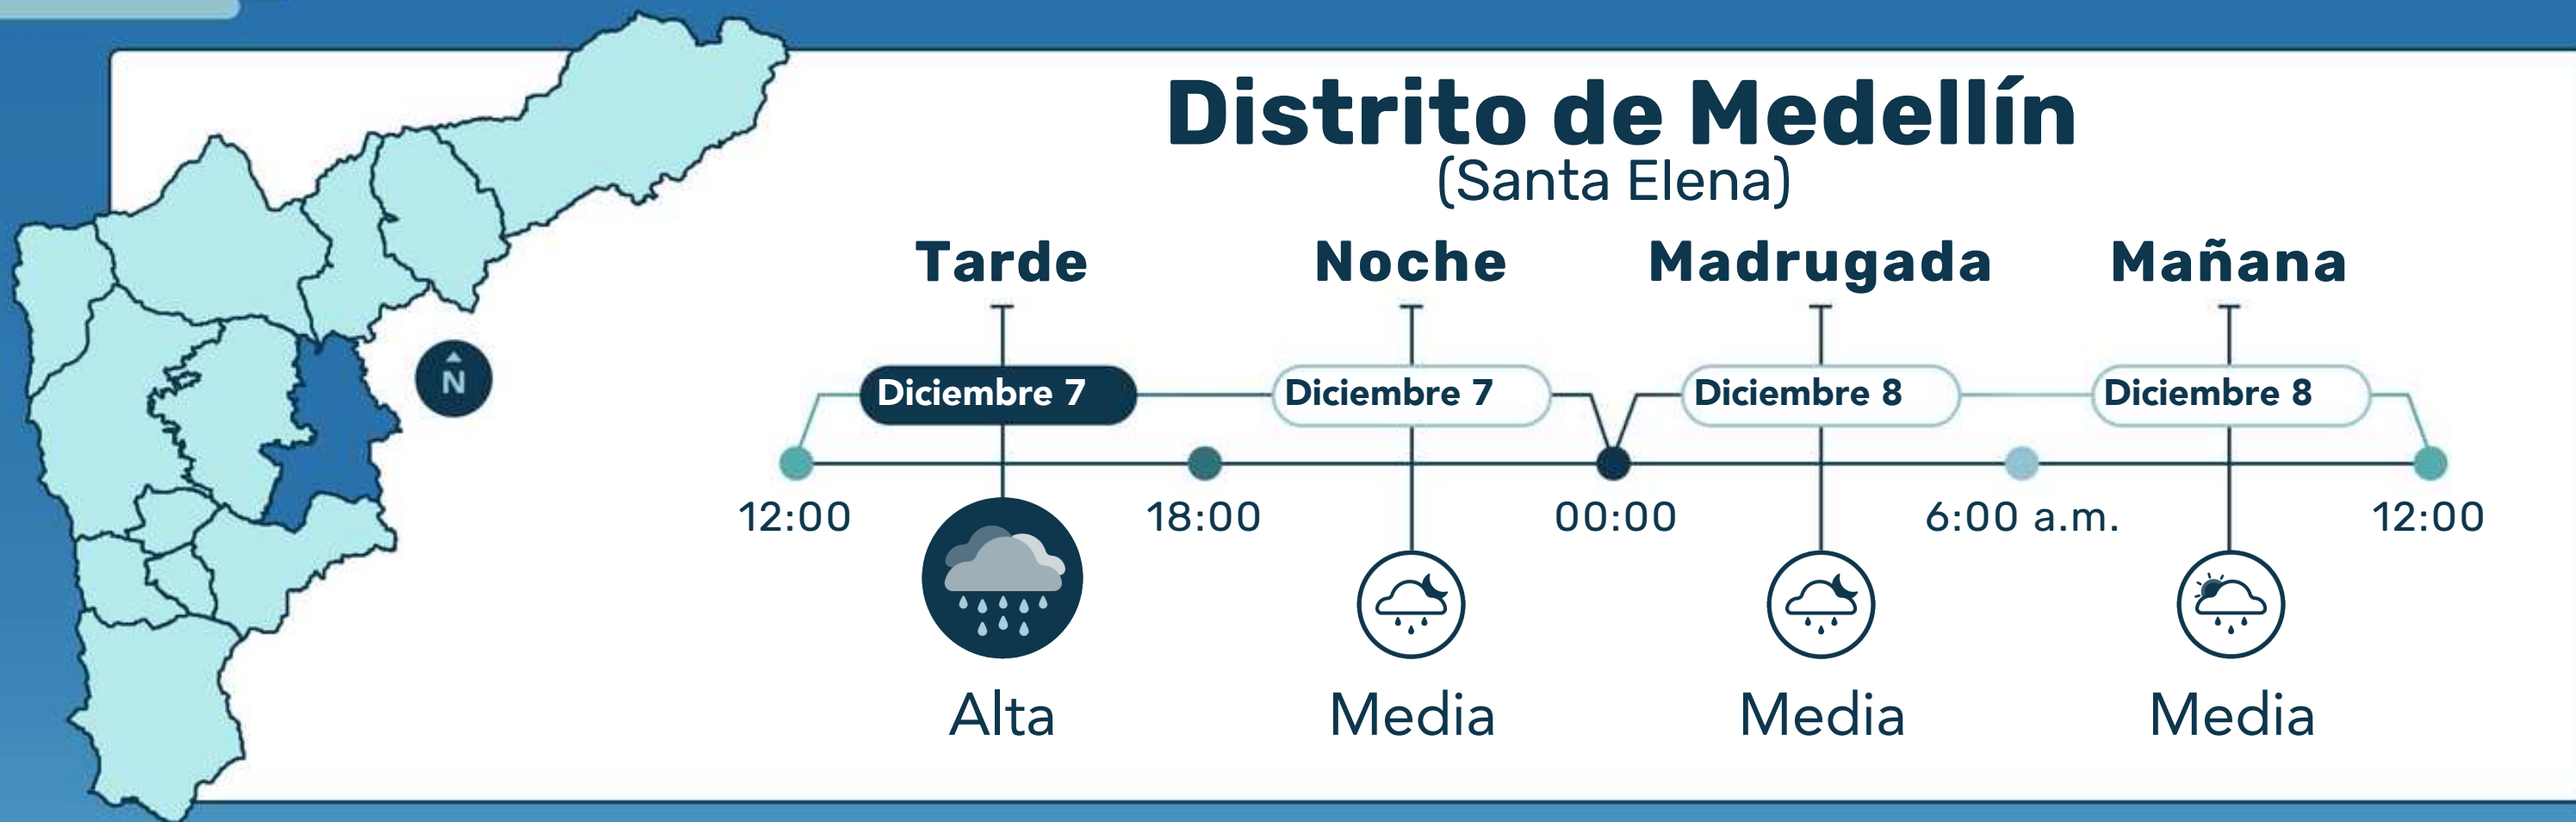 Distrito de Medellín
(Santa Elena)
Tarde Noche Madrugada Mañana
N
Diciembre 7 Diciembre 7 Diciembre 8 Diciembre 8
12:00 18:00 00:00 6:00 a.m. 12:00
Alta Media Media Media